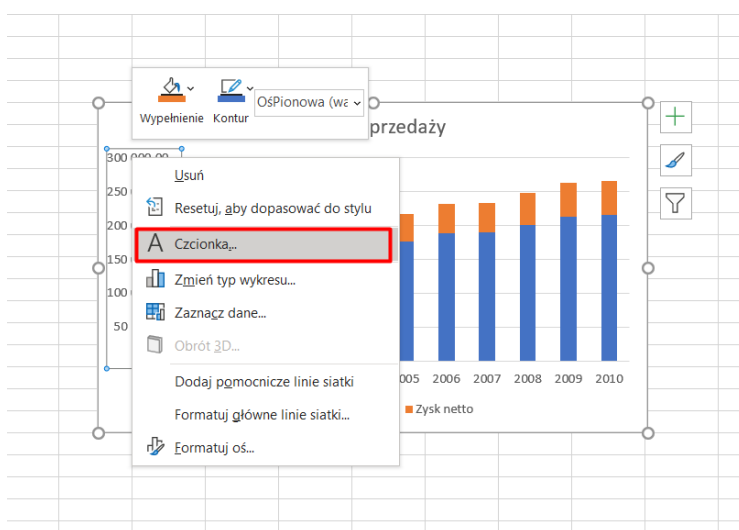 Wypełnienie Kontur
OśPionowa (wa
przedaży
300 000,00
250
200
150
100
50
Usuń
Resetuj, aby dopasować do stylu
Czcionka...
Zmień typ wykresu...
Zaznacz dane...
Obrót 3D...
Dodaj pomocnicze linie siatki
Formatuj główne linie siatki...
Formatuj oś...
005 2006 2007 2008 2009 2010
Zysk netto